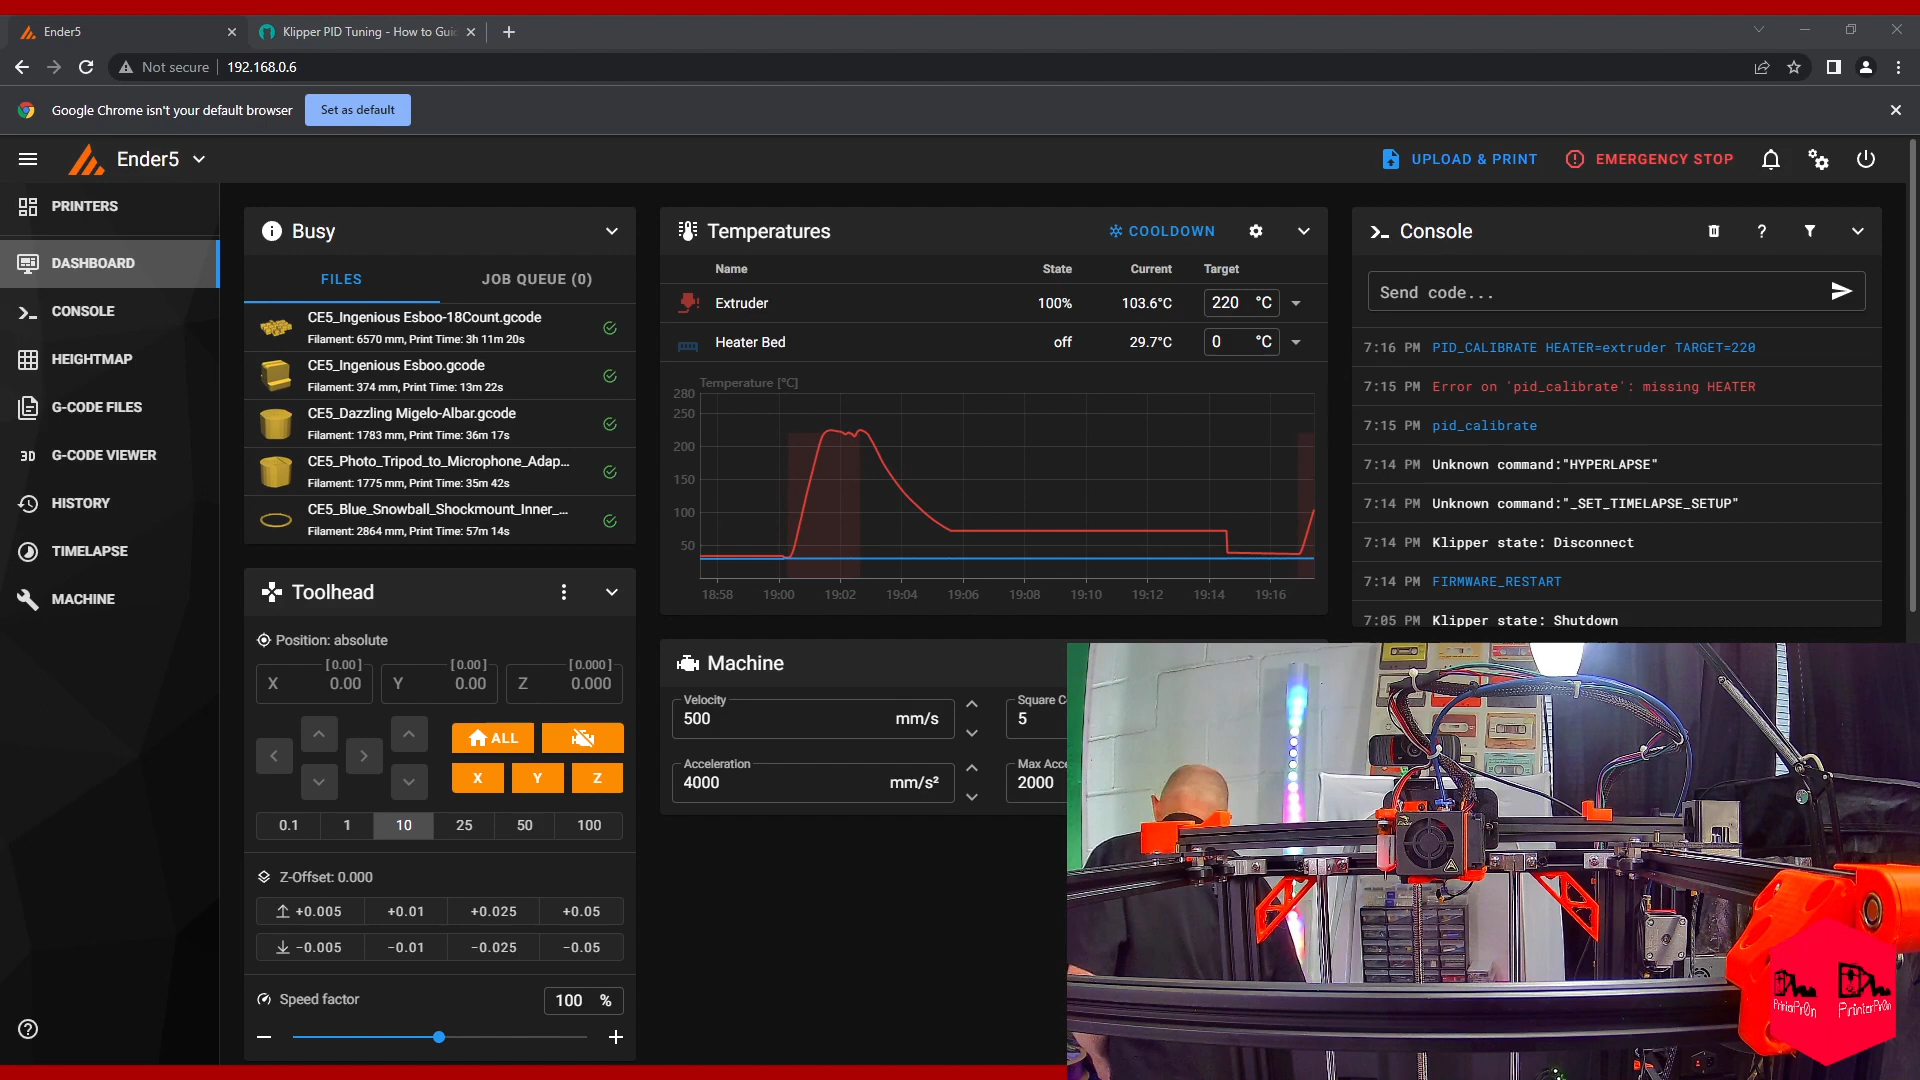 Ender5
Klipper PID Tuning - How to Guid
Not secure
192.168.0.6
Google Chrome isn't your default browser
Set as default
Ender5
UPLOAD & PRINT
EMERGENCY STOP
PRINTERS
DASHBOARD
CONSOLE
HEIGHTMAP
G-CODE FILES
3D G-CODE VIEWER
HISTORY
TIMELAPSE
MACHINE
Busy
FILES
JOB QUEUE (0)
CE5_Ingenious Esboo-18Count.gcode
Filament: 6570 mm, Print Time: 3h 11m 20s
CE5_Ingenious Esboo.gcode
Filament: 374 mm, Print Time: 13m 22s
CE5_Dazzling Migelo-Albar.gcode
Filament: 1783 mm, Print Time: 36m 17s
CE5_Photo_Tripod_to_Microphone_Adap...
Filament: 1775 mm, Print Time: 35m 42s
CE5_Blue_Snowball_Shockmount_Inner_...
Filament: 2864 mm, Print Time: 57m 14s
Toolhead
Position: absolute
[0.00]
X 0.00
[0.00]
Y 0.00
[0.000]
Z 0.000
ALL
X Y Z
0.1 1 10 25 50 100
Z-Offset: 0.000
+0.005 +0.01 +0.025 +0.05
−0.005 −0.01 −0.025 −0.05
Speed factor
100 %
Temperatures
COOLDOWN
Name State Current Target
Extruder 100% 103.6°C 220 °C
Heater Bed off 29.7°C 0 °C
Temperature [°C]
280
250
200
150
100
50
18:58 19:00 19:02 19:04 19:06 19:08 19:10 19:12 19:14 19:16
Machine
Velocity
500 mm/s
Square C
5
Acceleration
4000 mm/s²
Max Acce
2000
Console
Send code...
7:16 PM PID_CALIBRATE HEATER=extruder TARGET=220
7:15 PM Error on 'pid_calibrate': missing HEATER
7:15 PM pid_calibrate
7:14 PM Unknown command:"HYPERLAPSE"
7:14 PM Unknown command:"_SET_TIMELAPSE_SETUP"
7:14 PM Klipper state: Disconnect
7:14 PM FIRMWARE_RESTART
7:05 PM Klipper state: Shutdown
PrinterPr0n
PrinterPr0n